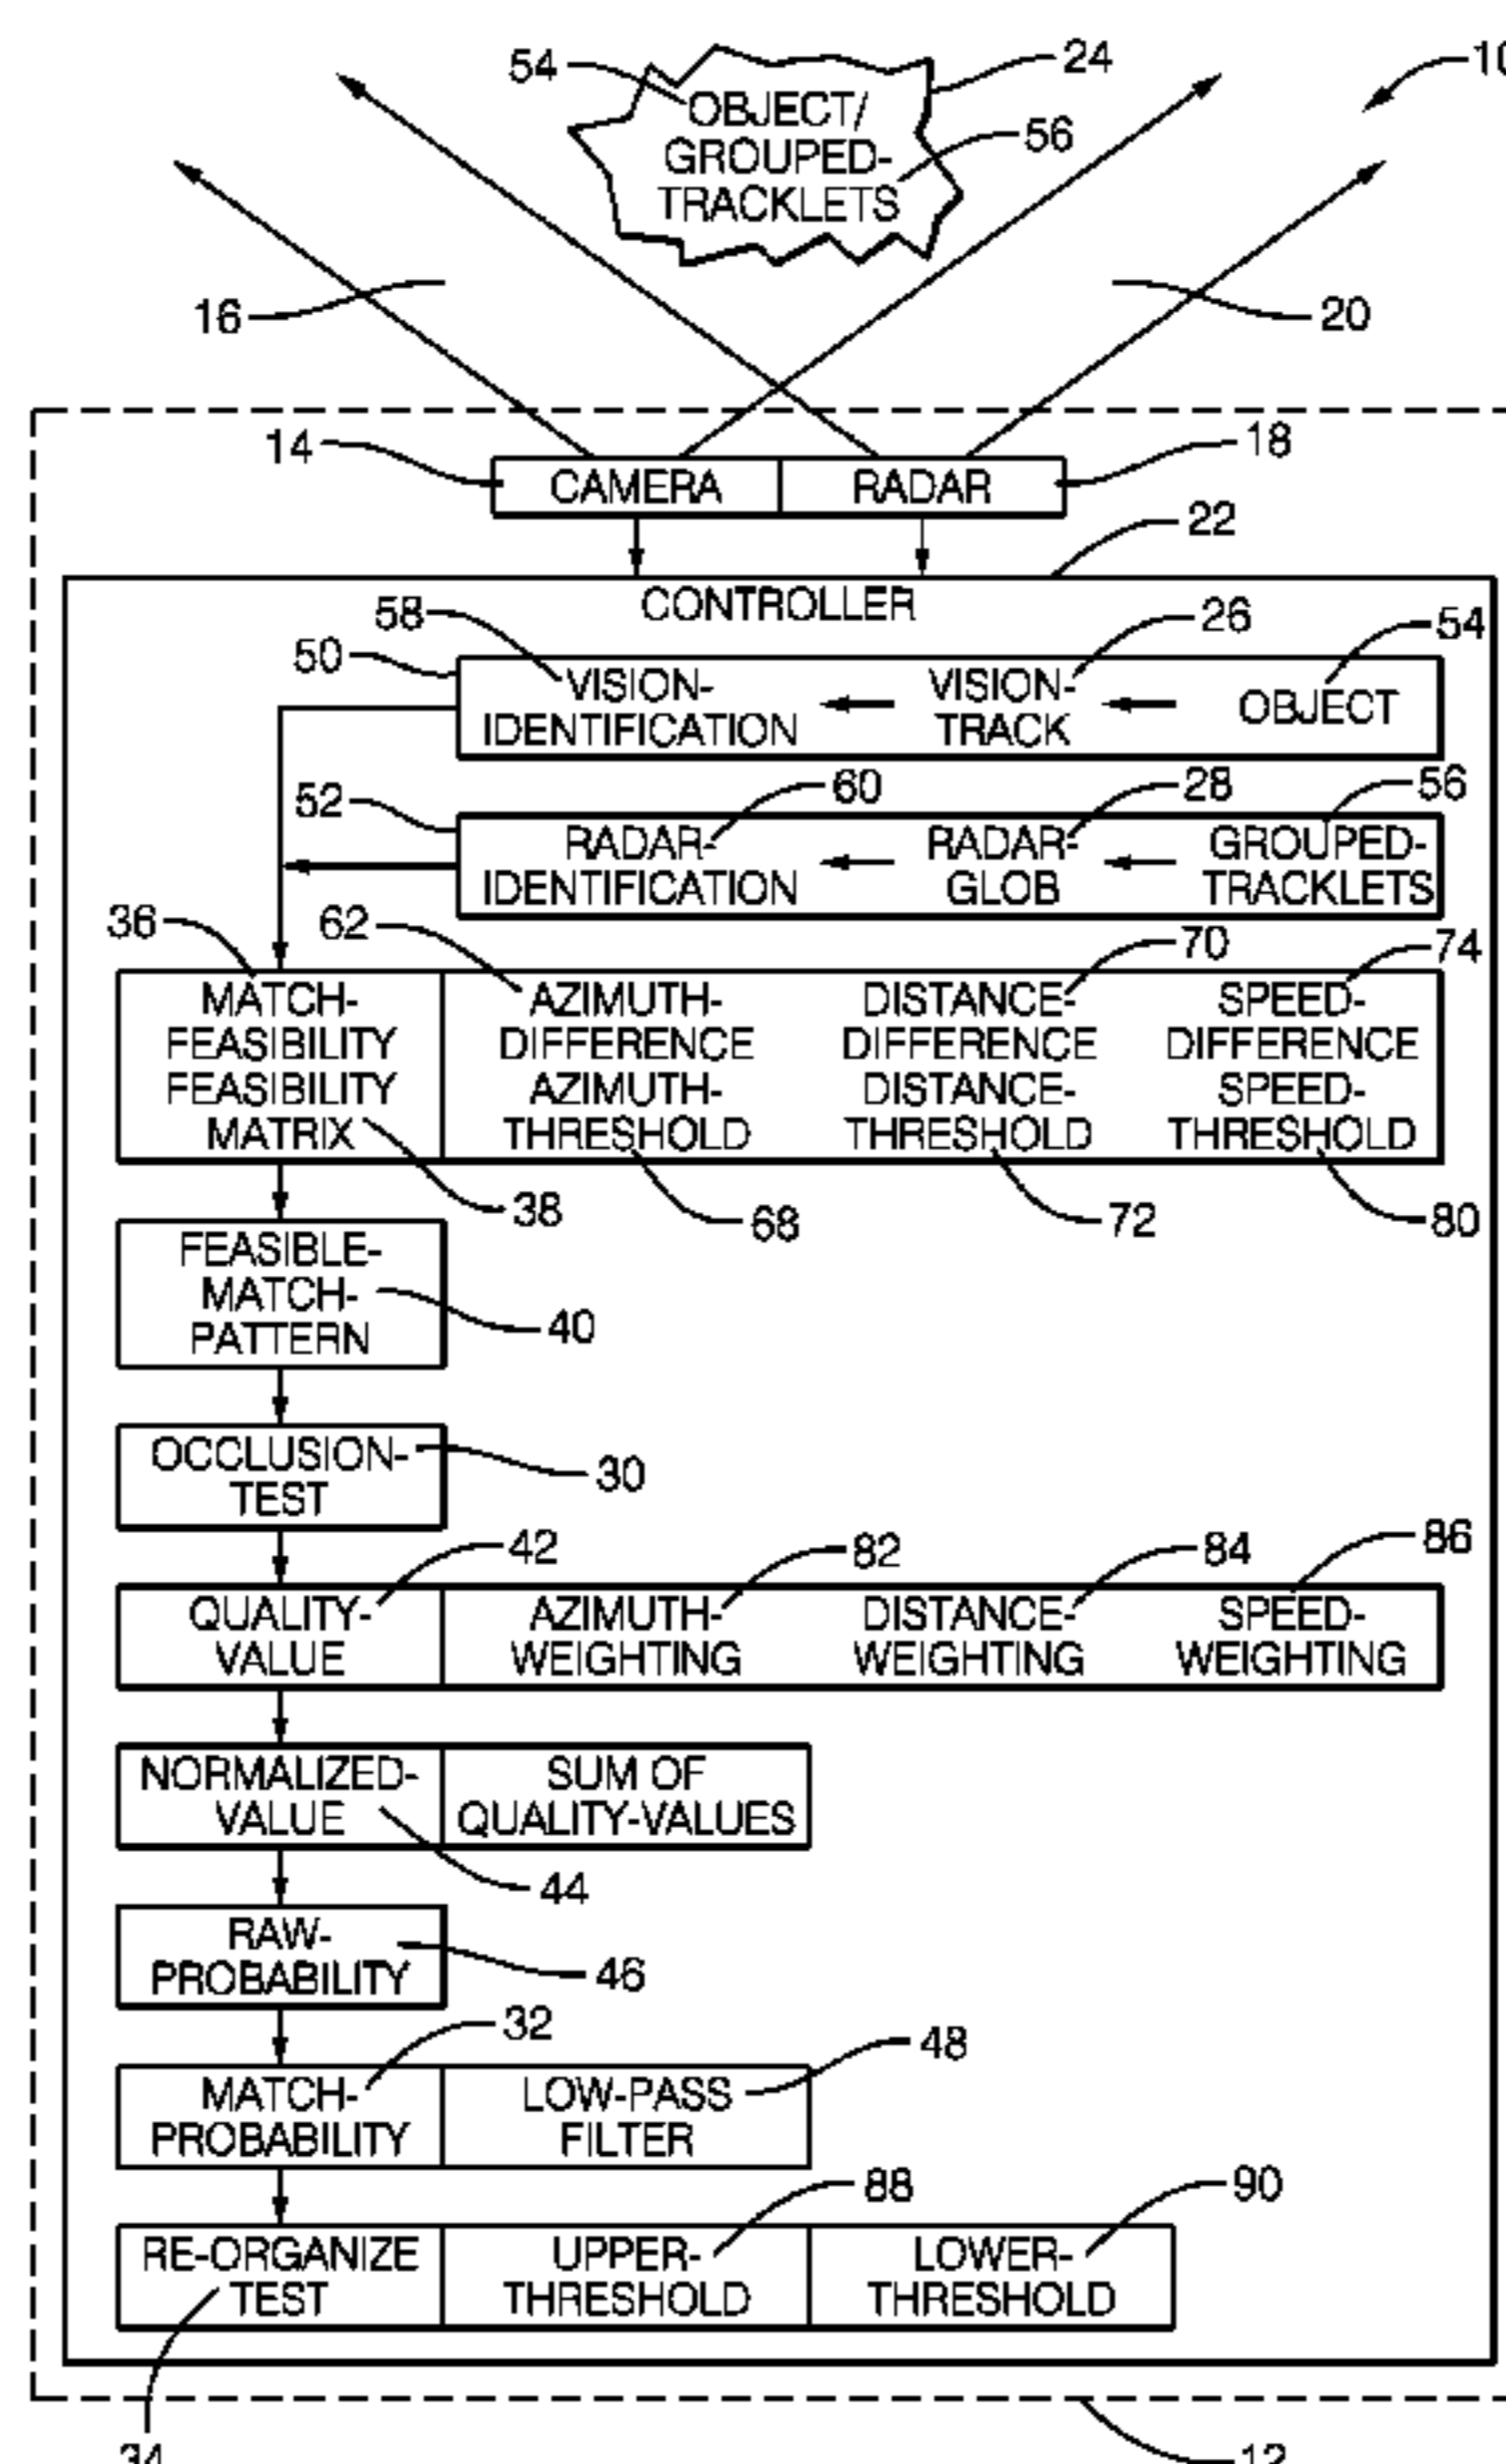 54
24
10
OBJECT/
GROUPED-
TRACKLETS
56
16
20
14
CAMERA
RADAR
18
22
CONTROLLER
58
26
54
50
VISION-
IDENTIFICATION
VISION-
TRACK
OBJECT
52
60
28
56
RADAR-
IDENTIFICATION
RADAR-
GLOB
GROUPED-
TRACKLETS
36
62
70
74
MATCH-
FEASIBILITY
FEASIBILITY
MATRIX
AZIMUTH-
DIFFERENCE
AZIMUTH-
THRESHOLD
DISTANCE-
DIFFERENCE
DISTANCE-
THRESHOLD
SPEED-
DIFFERENCE
SPEED-
THRESHOLD
38
68
72
80
FEASIBLE-
MATCH-
PATTERN
40
OCCLUSION-
TEST
30
42
82
84
86
QUALITY-
VALUE
AZIMUTH-
WEIGHTING
DISTANCE-
WEIGHTING
SPEED-
WEIGHTING
NORMALIZED-
VALUE
SUM OF
QUALITY-VALUES
44
RAW-
PROBABILITY
46
32
48
MATCH-
PROBABILITY
LOW-PASS
FILTER
88
90
RE-ORGANIZE
TEST
UPPER-
THRESHOLD
LOWER-
THRESHOLD
34
12